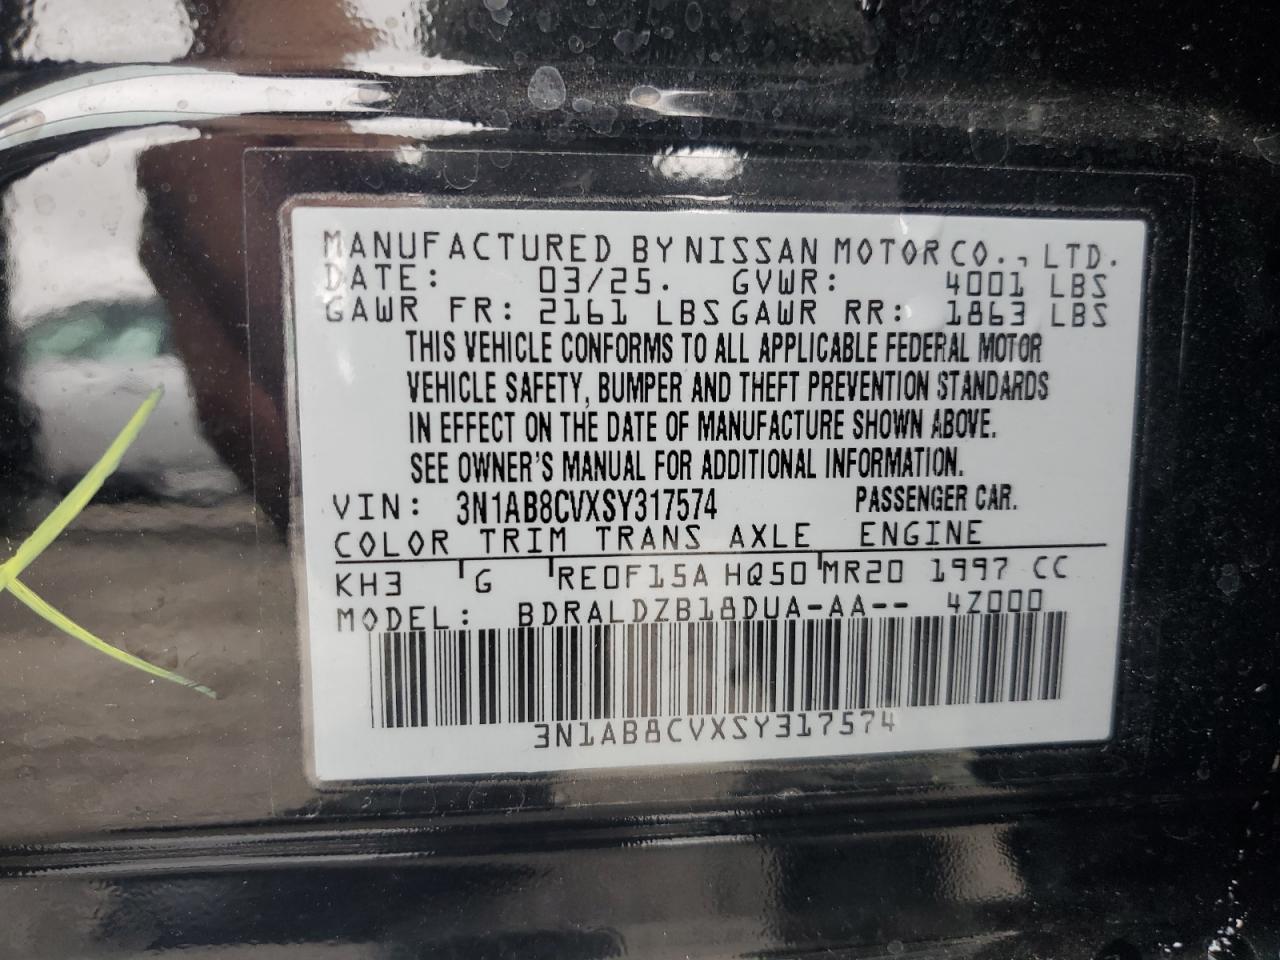 MANUFACTURED BY NISSAN MOTOR CO., LTD.
DATE: 03/25. GVWR: 4001 LBS
GAWR FR: 2161 LBS GAWR RR: 1863 LBS
THIS VEHICLE CONFORMS TO ALL APPLICABLE FEDERAL MOTOR
VEHICLE SAFETY, BUMPER AND THEFT PREVENTION STANDARDS
IN EFFECT ON THE DATE OF MANUFACTURE SHOWN ABOVE.
SEE OWNER'S MANUAL FOR ADDITIONAL INFORMATION.
VIN: 3N1AB8CVXSY317574 PASSENGER CAR.
COLOR TRIM TRANS AXLE ENGINE
KH3 G RE0F15A HQ50 MR20 1997 CC
MODEL: BDRALDZB18DUA-AA-- 4Z000
3N1AB8CVXSY317574